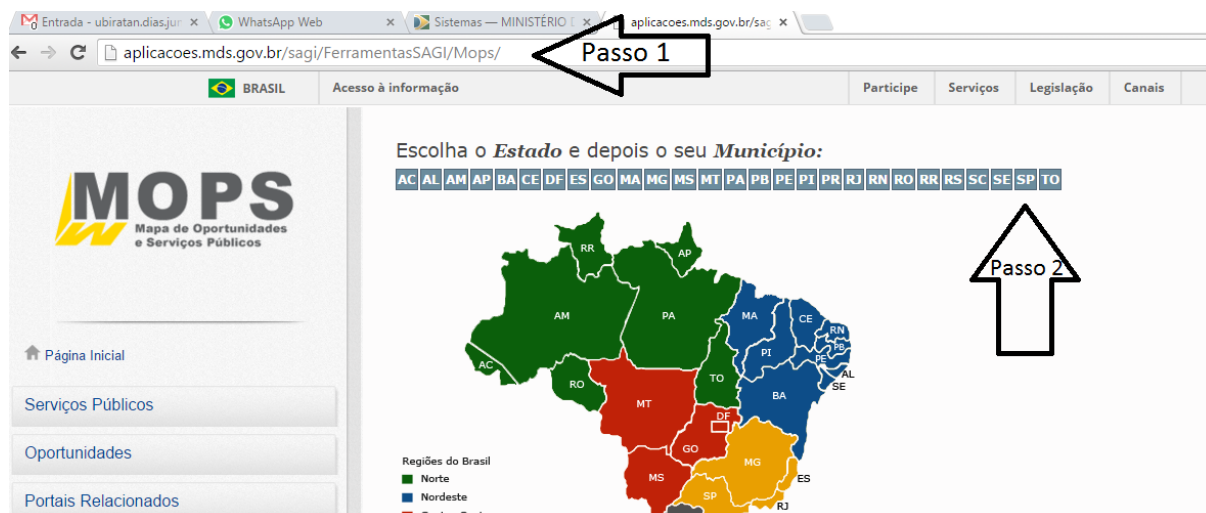 Entrada - ubiratan.dias.jur
WhatsApp Web
Sistemas — MINISTÉRIO D
aplicacoes.mds.gov.br/sag
aplicacoes.mds.gov.br/sagi/FerramentasSAGI/Mops/
Passo 1
BRASIL
Acesso à informação
Participe
Serviços
Legislação
Canais
MOPS
Mapa de Oportunidades
e Serviços Públicos
Escolha o Estado e depois o seu Município:
AC AL AM AP BA CE DF ES GO MA MG MS MT PA PB PE PI PR RJ RN RO RR RS SC SE SP TO
Passo 2
RR
AP
AM
PA
MA
CE
RN
PB
PE
PI
AC
RO
TO
AL
SE
BA
MT
DF
GO
MG
MS
ES
SP
RJ
Página Inicial
Serviços Públicos
Oportunidades
Portais Relacionados
Regiões do Brasil
Norte
Nordeste